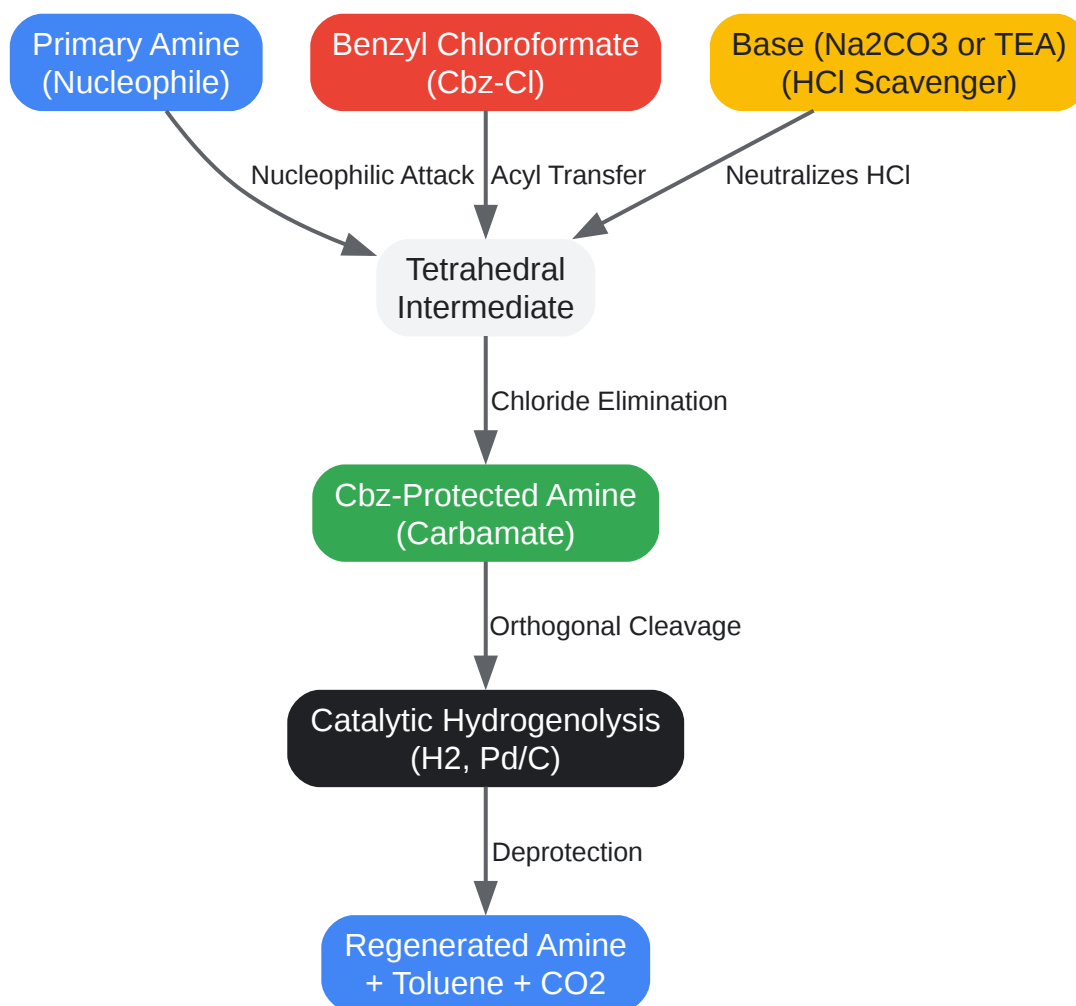 Primary Amine
(Nucleophile)
Benzyl Chloroformate
(Cbz-Cl)
Base (Na2CO3 or TEA)
(HCl Scavenger)
Nucleophilic Attack
Acyl Transfer
Neutralizes HCl
Tetrahedral
Intermediate
Chloride Elimination
Cbz-Protected Amine
(Carbamate)
Orthogonal Cleavage
Catalytic Hydrogenolysis
(H2, Pd/C)
Deprotection
Regenerated Amine
+ Toluene + CO2